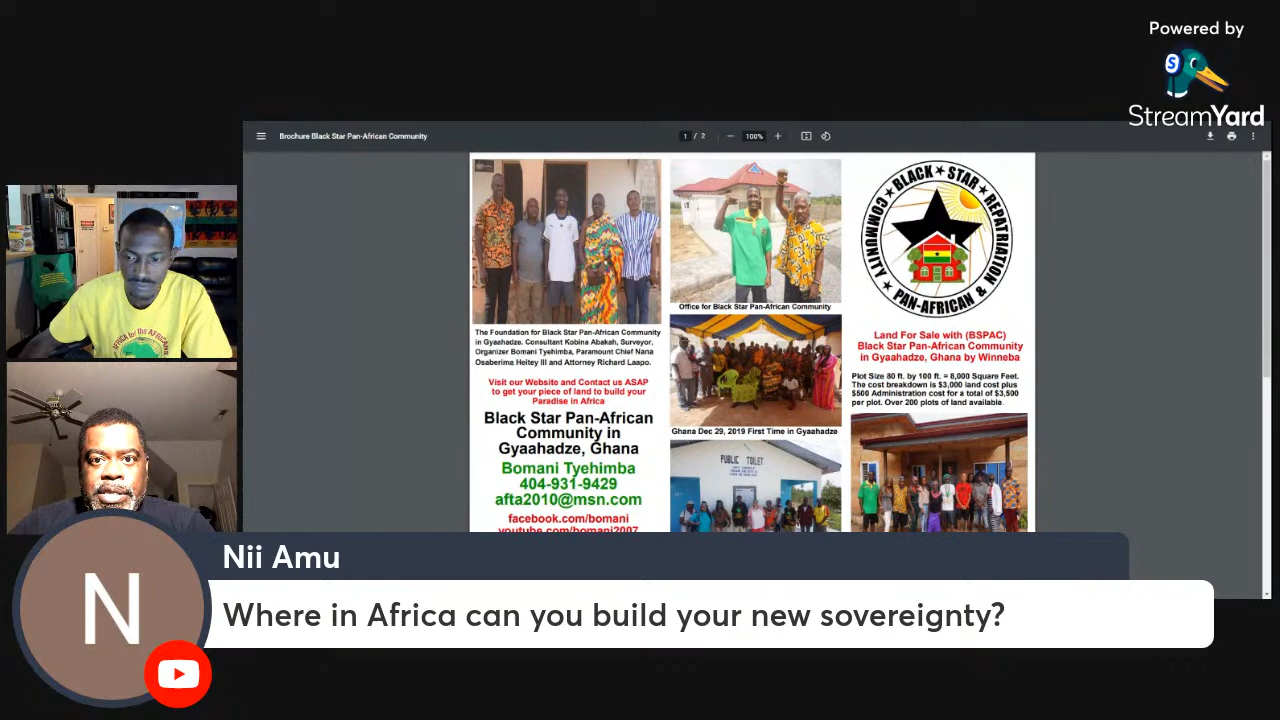 Powered by
StreamYard
Brochure Black Star Pan-African Community
1 / 2
100%
The Foundation for Black Star Pan-African Community
in Gyaahadze. Consultant Kobina Abakah, Surveyor,
Organizer Bomani Tyehimba, Paramount Chief Nana
Osaberima Heitey III and Attorney Richard Laapo.
Visit our Website and Contact us ASAP
to get your piece of land to build your
Paradise in Africa
Black Star Pan-African
Community in
Gyaahadze, Ghana
Bomani Tyehimba
404-931-9429
afta2010@msn.com
facebook.com/bomani
youtube.com/bomani2007
Office for Black Star Pan-African Community
Ghana Dec 29, 2019 First Time in Gyaahadze
PUBLIC TOILET
BLACK ★ STAR ★ REPATRIATION ★ PAN-AFRICAN & COMMUNITY
Land For Sale with (BSPAC)
Black Star Pan-African Community
in Gyaahadze, Ghana by Winneba
Plot Size 80 ft. by 100 ft. = 8,000 Square Feet.
The cost breakdown is $3,000 land cost plus
$500 Administration cost for a total of $3,500
per plot. Over 200 plots of land available.
AFRICA for the AFRICANS
N
Nii Amu
Where in Africa can you build your new sovereignty?